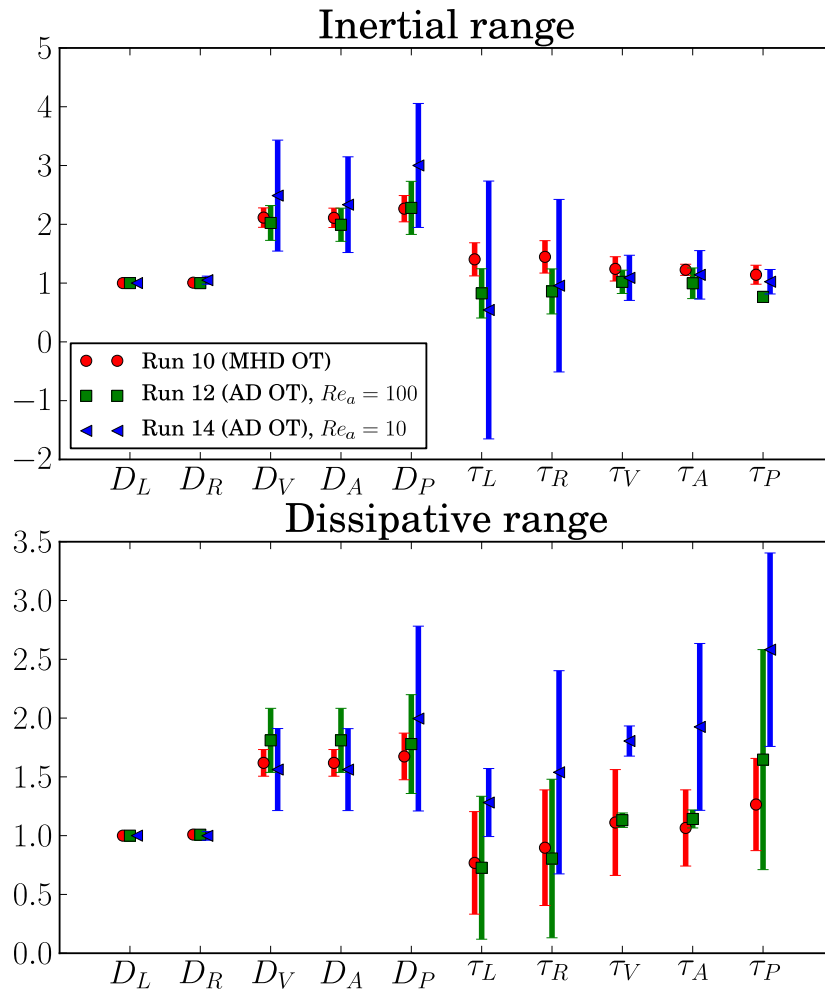 Inertial range
5
4
3
2
1
0
−1
−2
Run 10 (MHD OT)
Run 12 (AD OT), Re_a = 100
Run 14 (AD OT), Re_a = 10
D_L D_R D_V D_A D_P τ_L τ_R τ_V τ_A τ_P
Dissipative range
3.5
3.0
2.5
2.0
1.5
1.0
0.5
0.0
D_L D_R D_V D_A D_P τ_L τ_R τ_V τ_A τ_P